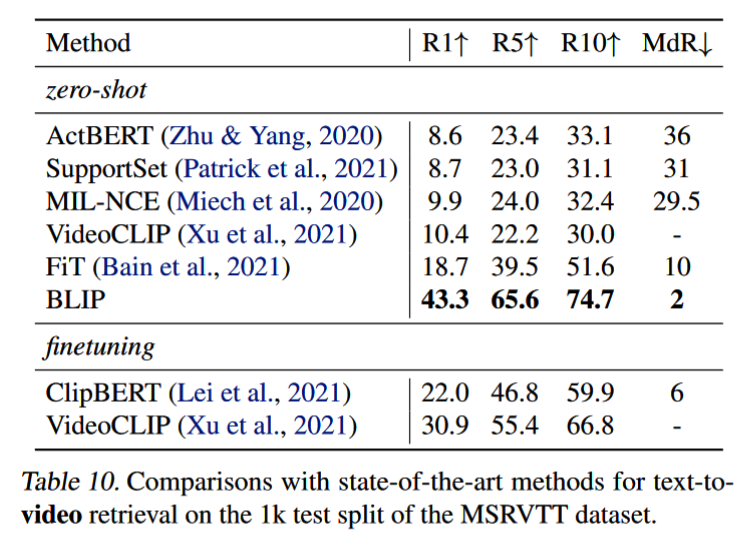 Method R1↑ R5↑ R10↑ MdR↓
zero-shot
ActBERT (Zhu & Yang, 2020) 8.6 23.4 33.1 36
SupportSet (Patrick et al., 2021) 8.7 23.0 31.1 31
MIL-NCE (Miech et al., 2020) 9.9 24.0 32.4 29.5
VideoCLIP (Xu et al., 2021) 10.4 22.2 30.0 -
FiT (Bain et al., 2021) 18.7 39.5 51.6 10
BLIP 43.3 65.6 74.7 2
finetuning
ClipBERT (Lei et al., 2021) 22.0 46.8 59.9 6
VideoCLIP (Xu et al., 2021) 30.9 55.4 66.8 -
Table 10. Comparisons with state-of-the-art methods for text-to-
video retrieval on the 1k test split of the MSRVTT dataset.